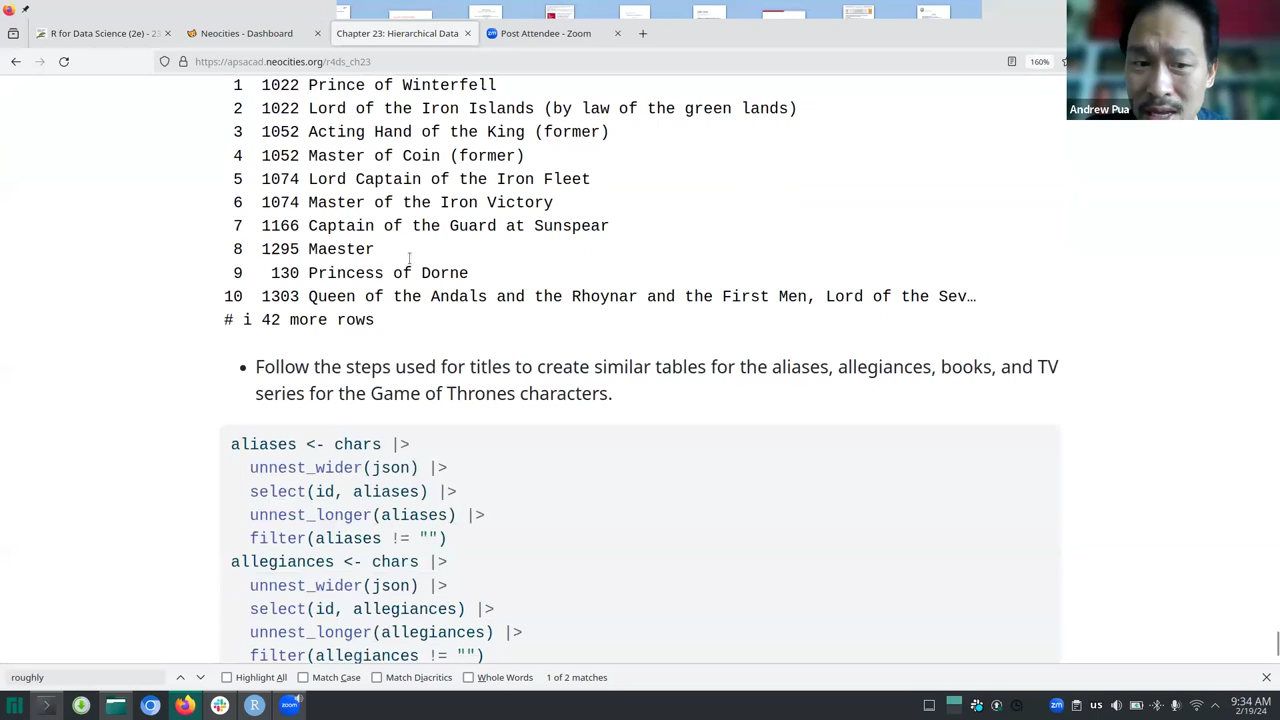 R for Data Science (2e) - 2
Neocities - Dashboard
Chapter 23: Hierarchical Data
Post Attendee - Zoom
https://apsacad.neocities.org/r4ds_ch23
160%
Andrew Pua
1 1022 Prince of Winterfell
2 1022 Lord of the Iron Islands (by law of the green lands)
3 1052 Acting Hand of the King (former)
4 1052 Master of Coin (former)
5 1074 Lord Captain of the Iron Fleet
6 1074 Master of the Iron Victory
7 1166 Captain of the Guard at Sunspear
8 1295 Maester
9 130 Princess of Dorne
10 1303 Queen of the Andals and the Rhoynar and the First Men, Lord of the Sev…
# i 42 more rows
• Follow the steps used for titles to create similar tables for the aliases, allegiances, books, and TV
series for the Game of Thrones characters.
aliases <- chars |>
unnest_wider(json) |>
select(id, aliases) |>
unnest_longer(aliases) |>
filter(aliases != "")
allegiances <- chars |>
unnest_wider(json) |>
select(id, allegiances) |>
unnest_longer(allegiances) |>
filter(allegiances != "")
roughly
Highlight All
Match Case
Match Diacritics
Whole Words
1 of 2 matches
zoom
R
zm
us
9:34 AM
2/19/24